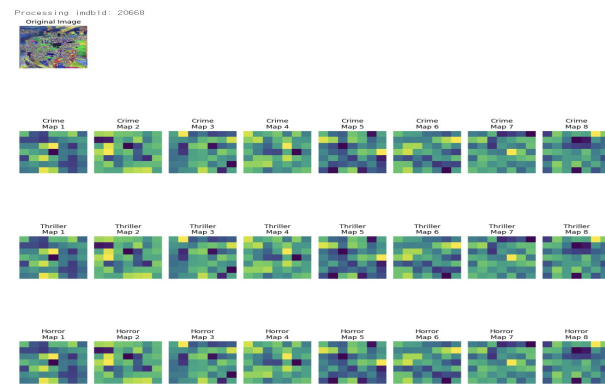 Processing imdbId: 20668
Original Image
Crime Crime Crime Crime Crime Crime Crime Crime
Map 1 Map 2 Map 3 Map 4 Map 5 Map 6 Map 7 Map 8
Thriller Thriller Thriller Thriller Thriller Thriller Thriller Thriller
Map 1 Map 2 Map 3 Map 4 Map 5 Map 6 Map 7 Map 8
Horror Horror Horror Horror Horror Horror Horror Horror
Map 1 Map 2 Map 3 Map 4 Map 5 Map 6 Map 7 Map 8